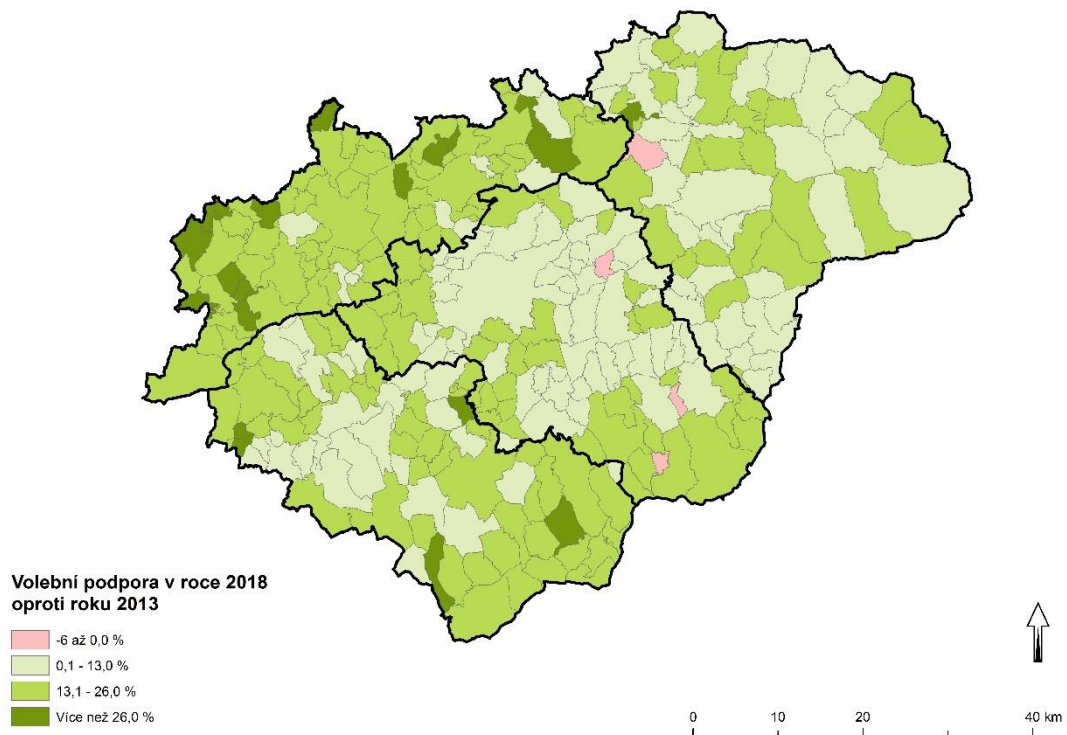 Volební podpora v roce 2018
oproti roku 2013
-6 až 0,0 %
0,1 - 13,0 %
13,1 - 26,0 %
Více než 26,0 %
0 10 20 40 km